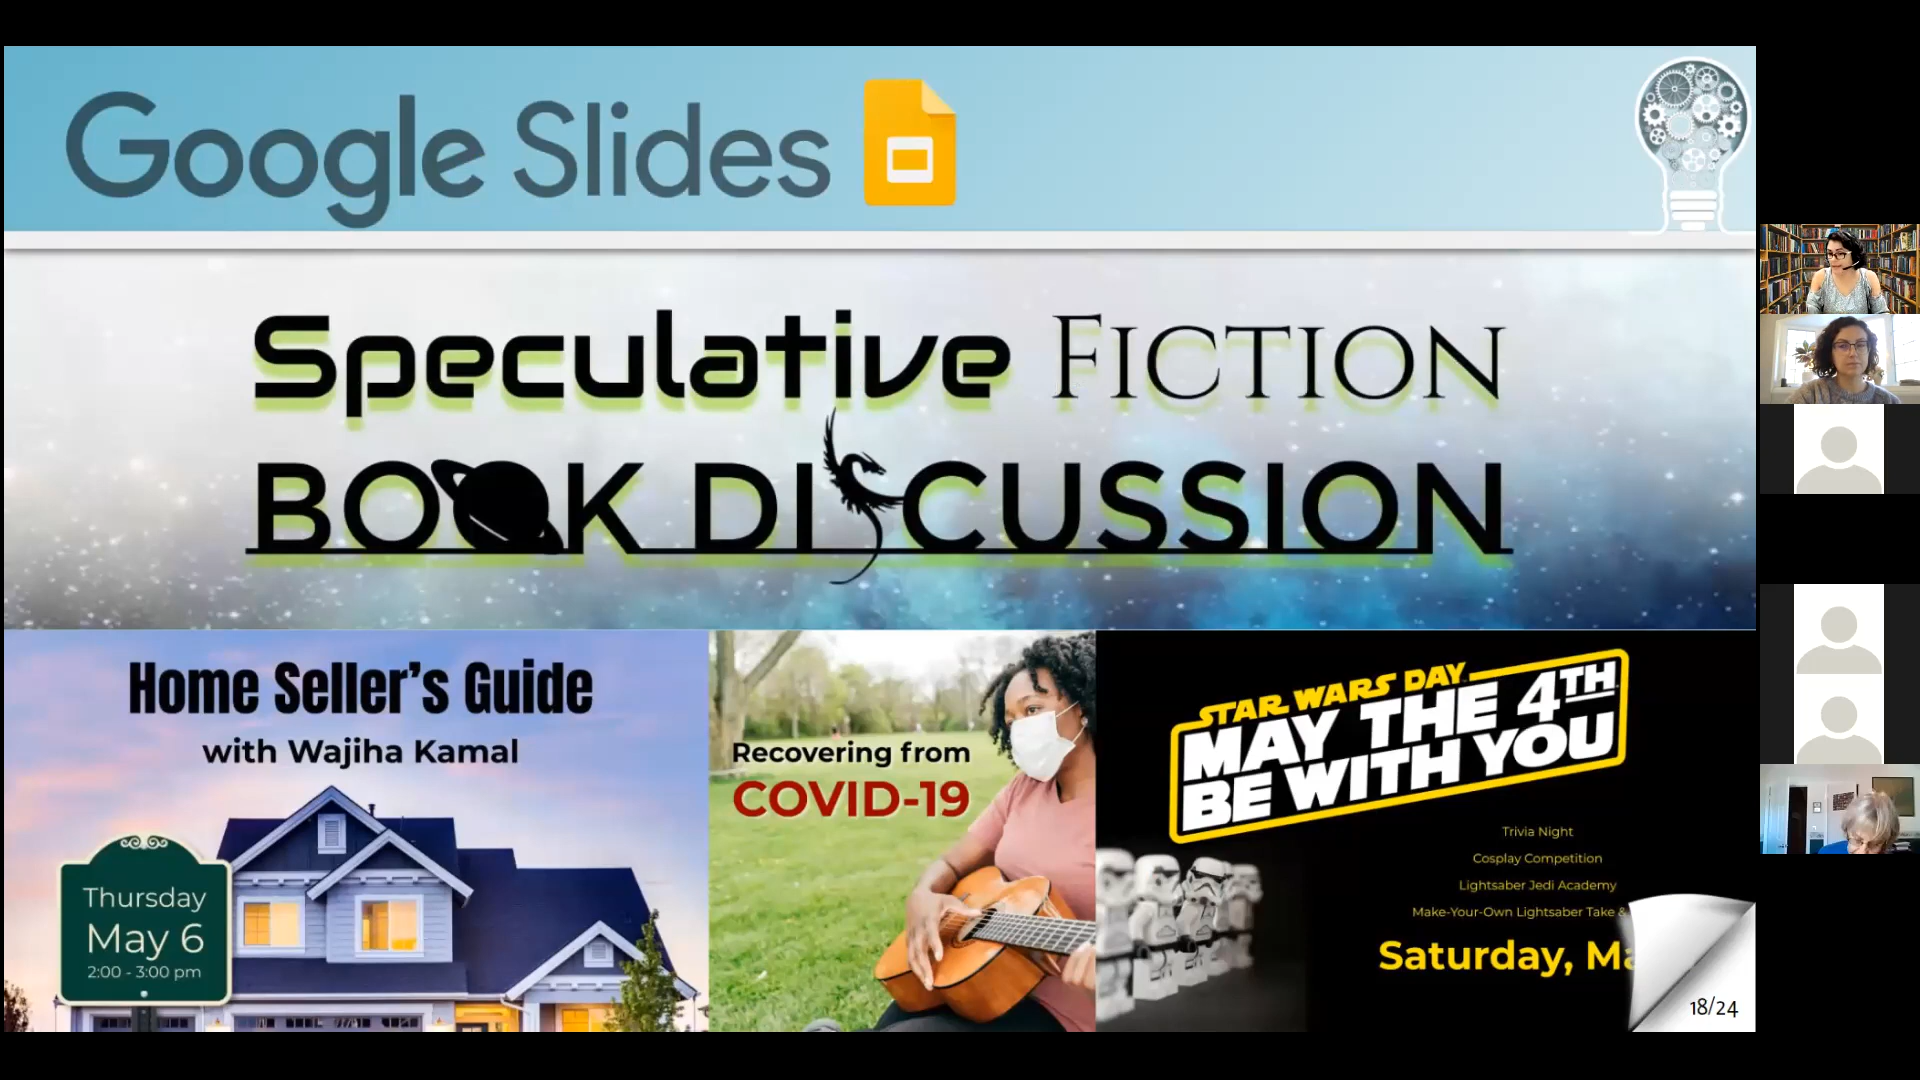 Google Slides
Speculative FICTION
BOOK DISCUSSION
Home Seller's Guide
with Wajiha Kamal
Thursday
May 6
2:00 - 3:00 pm
Recovering from
COVID-19
STAR WARS DAY
MAY THE 4TH
BE WITH YOU
Trivia Night
Cosplay Competition
Lightsaber Jedi Academy
Make-Your-Own Lightsaber Take &
Saturday, Ma
18/24